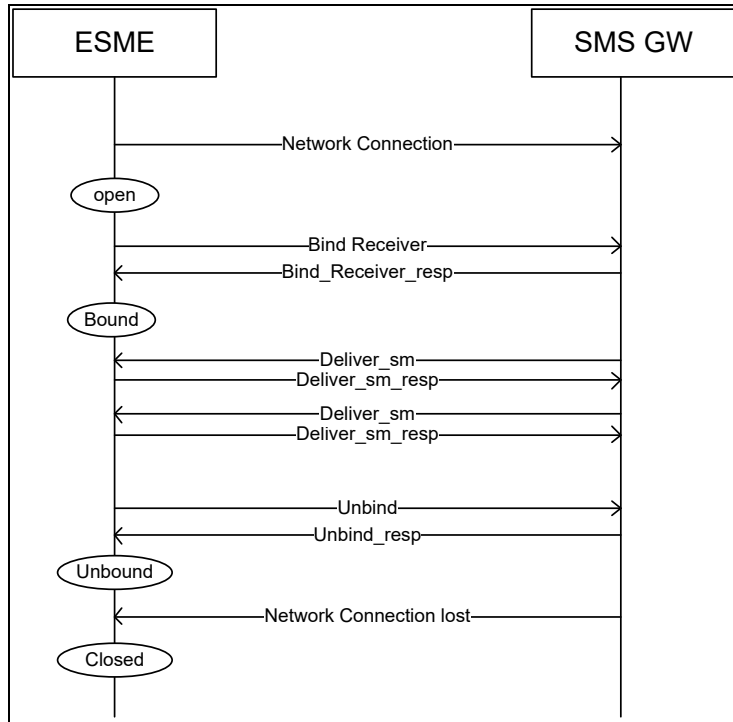 ESME
SMS GW
Network Connection
open
Bind Receiver
Bind_Receiver_resp
Bound
Deliver_sm
Deliver_sm_resp
Deliver_sm
Deliver_sm_resp
Unbind
Unbind_resp
Unbound
Network Connection lost
Closed